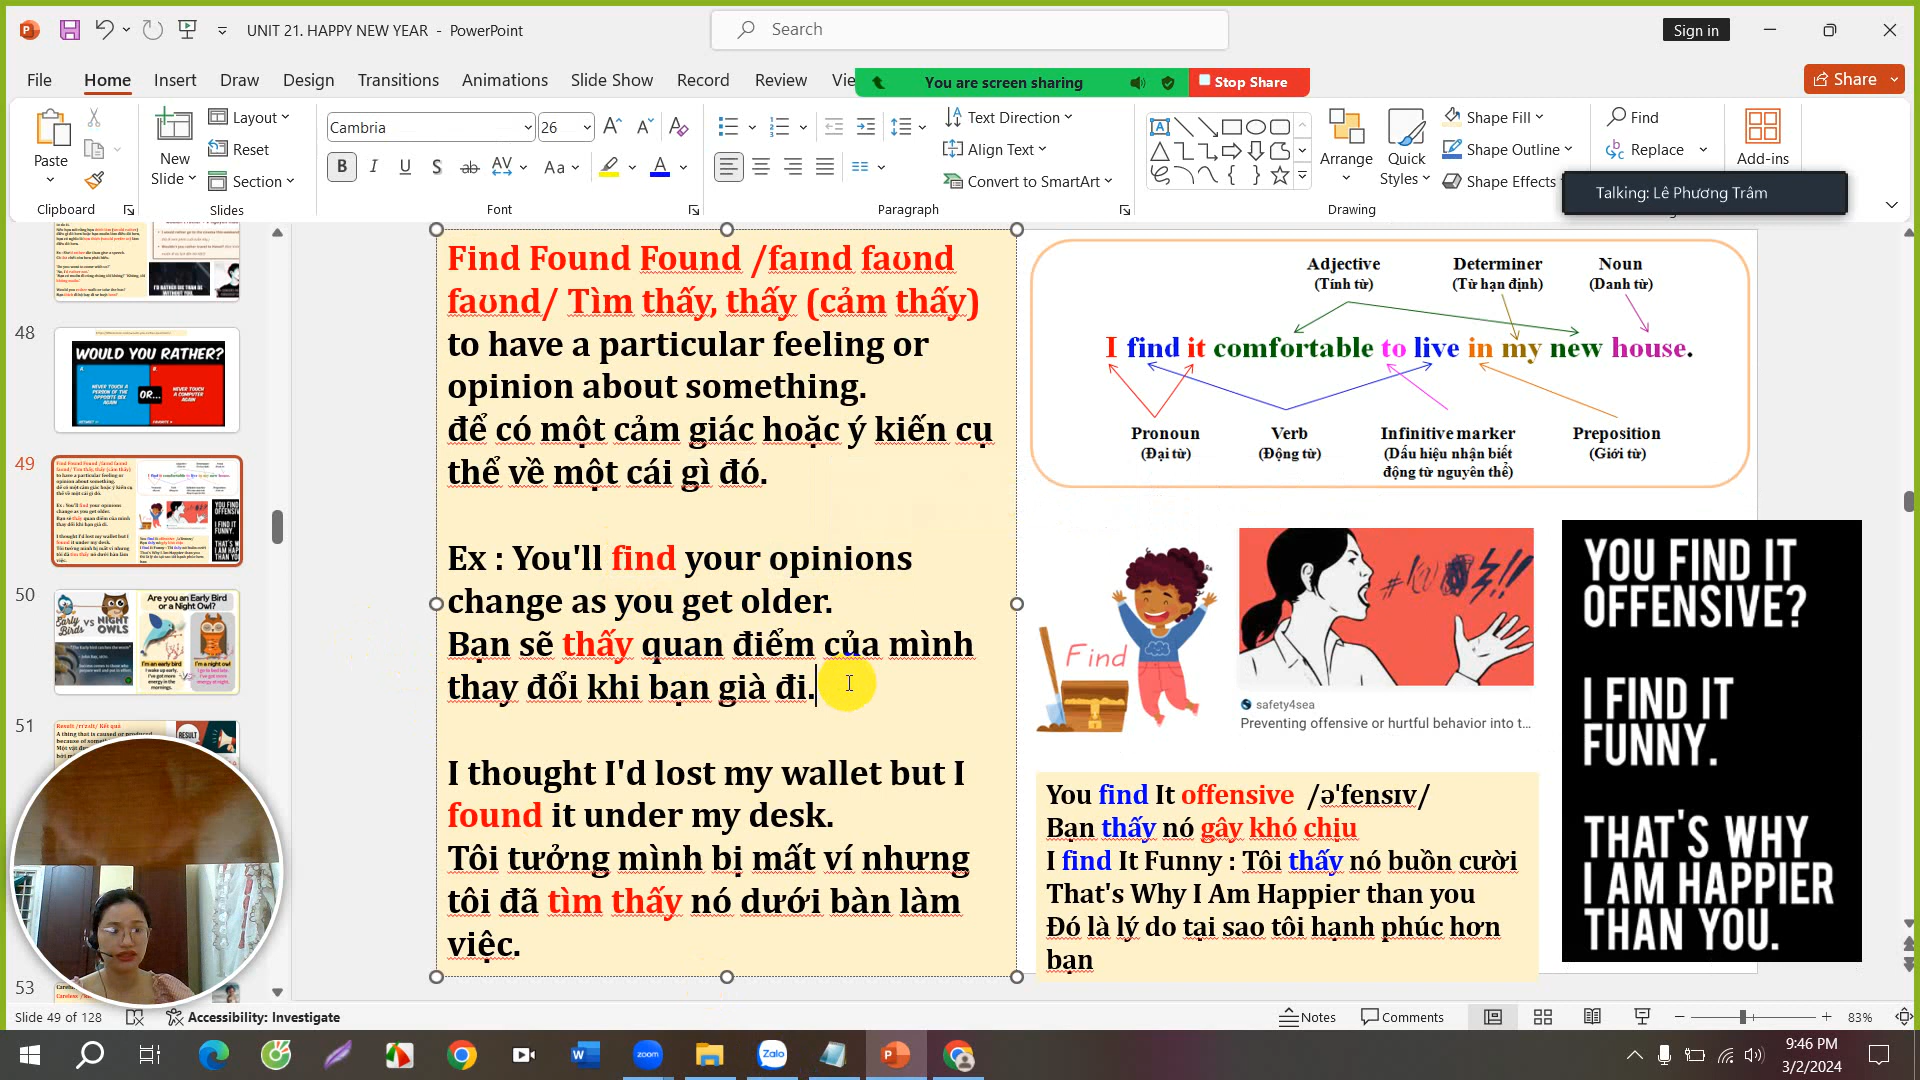 UNIT 21. HAPPY NEW YEAR - PowerPoint
Search
Sign in
File
Home
Insert
Draw
Design
Transitions
Animations
Slide Show
Record
Review
Vie
You are screen sharing
Stop Share
Share
Paste
New
Slide
Layout
Reset
Section
Cambria
26
Text Direction
Align Text
Convert to SmartArt
Arrange
Quick
Styles
Shape Fill
Shape Outline
Shape Effects
Find
Replace
Add-ins
Talking: Lê Phương Trâm
Clipboard
Slides
Font
Paragraph
Drawing
48
WOULD YOU RATHER?
OR...
49
50
Are you an Early Bird
or a Night Owl?
51
53
Find Found Found /faɪnd faʊnd
faʊnd/ Tìm thấy, thấy (cảm thấy)
to have a particular feeling or
opinion about something.
để có một cảm giác hoặc ý kiến cụ
thể về một cái gì đó.
Ex : You'll find your opinions
change as you get older.
Bạn sẽ thấy quan điểm của mình
thay đổi khi bạn già đi.
I thought I'd lost my wallet but I
found it under my desk.
Tôi tưởng mình bị mất ví nhưng
tôi đã tìm thấy nó dưới bàn làm
việc.
Adjective
(Tính từ)
Determiner
(Từ hạn định)
Noun
(Danh từ)
I find it comfortable to live in my new house.
Pronoun
(Đại từ)
Verb
(Động từ)
Infinitive marker
(Dấu hiệu nhận biết
động từ nguyên thể)
Preposition
(Giới từ)
Find
safety4sea
Preventing offensive or hurtful behavior into t...
You find It offensive /əˈfensɪv/
Bạn thấy nó gây khó chịu
I find It Funny : Tôi thấy nó buồn cười
That's Why I Am Happier than you
Đó là lý do tại sao tôi hạnh phúc hơn
bạn
YOU FIND IT
OFFENSIVE?
I FIND IT
FUNNY.
THAT'S WHY
I AM HAPPIER
THAN YOU.
Slide 49 of 128
Accessibility: Investigate
Notes
Comments
83%
9:46 PM
3/2/2024